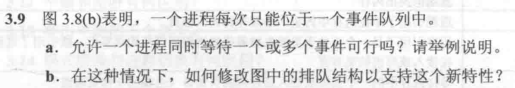 3.9 图 3.8(b)表明，一个进程每次只能位于一个事件队列中。
a．允许一个进程同时等待一个或多个事件可行吗？请举例说明。
b．在这种情况下，如何修改图中的排队结构以支持这个新特性？